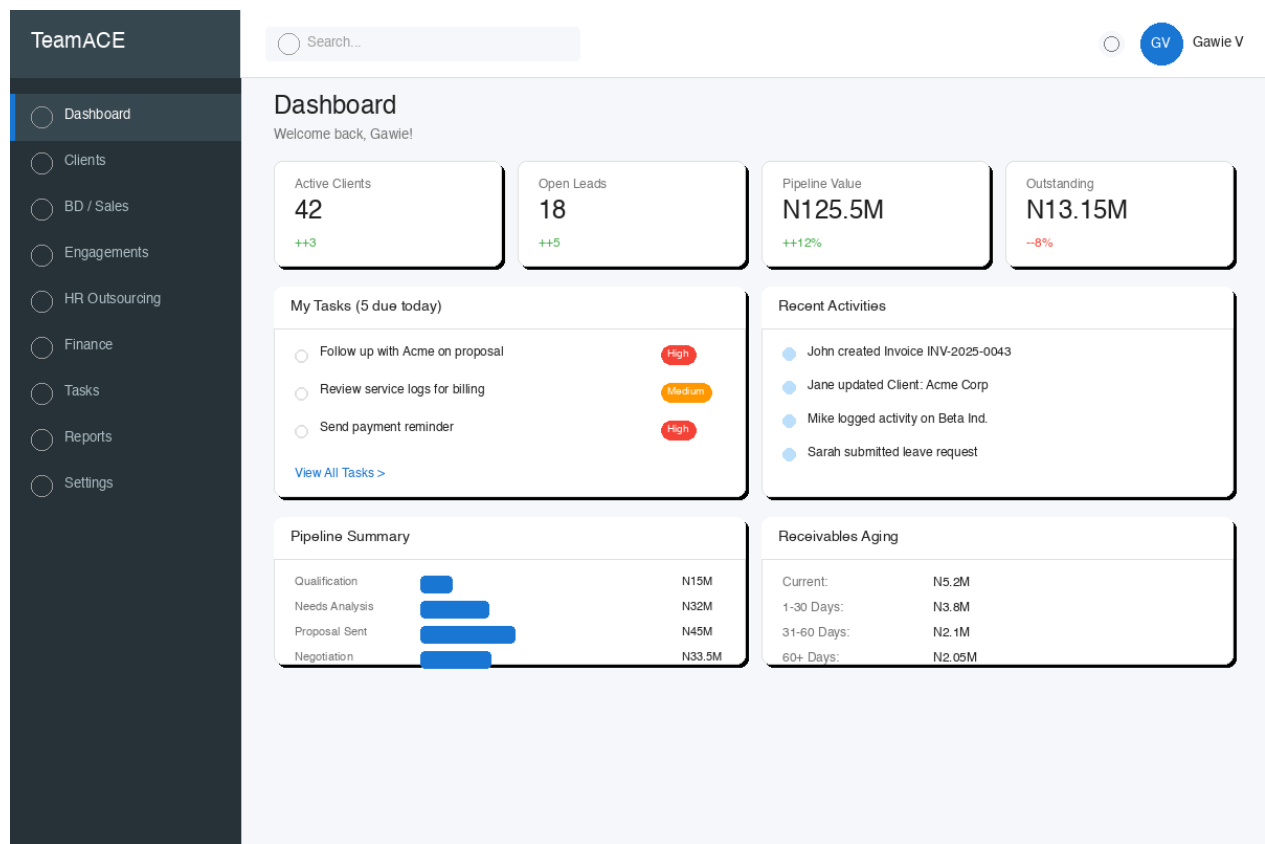 TeamACE
Search...
GV
Gawie V
Dashboard
Clients
BD / Sales
Engagements
HR Outsourcing
Finance
Tasks
Reports
Settings
Dashboard
Welcome back, Gawie!
Active Clients
42
++3
Open Leads
18
++5
Pipeline Value
N125.5M
++12%
Outstanding
N13.15M
--8%
My Tasks (5 due today)
Follow up with Acme on proposal High
Review service logs for billing Medium
Send payment reminder High
View All Tasks >
Recent Activities
John created Invoice INV-2025-0043
Jane updated Client: Acme Corp
Mike logged activity on Beta Ind.
Sarah submitted leave request
Pipeline Summary
Qualification N15M
Needs Analysis N32M
Proposal Sent N45M
Negotiation N33.5M
Receivables Aging
Current: N5.2M
1-30 Days: N3.8M
31-60 Days: N2.1M
60+ Days: N2.05M